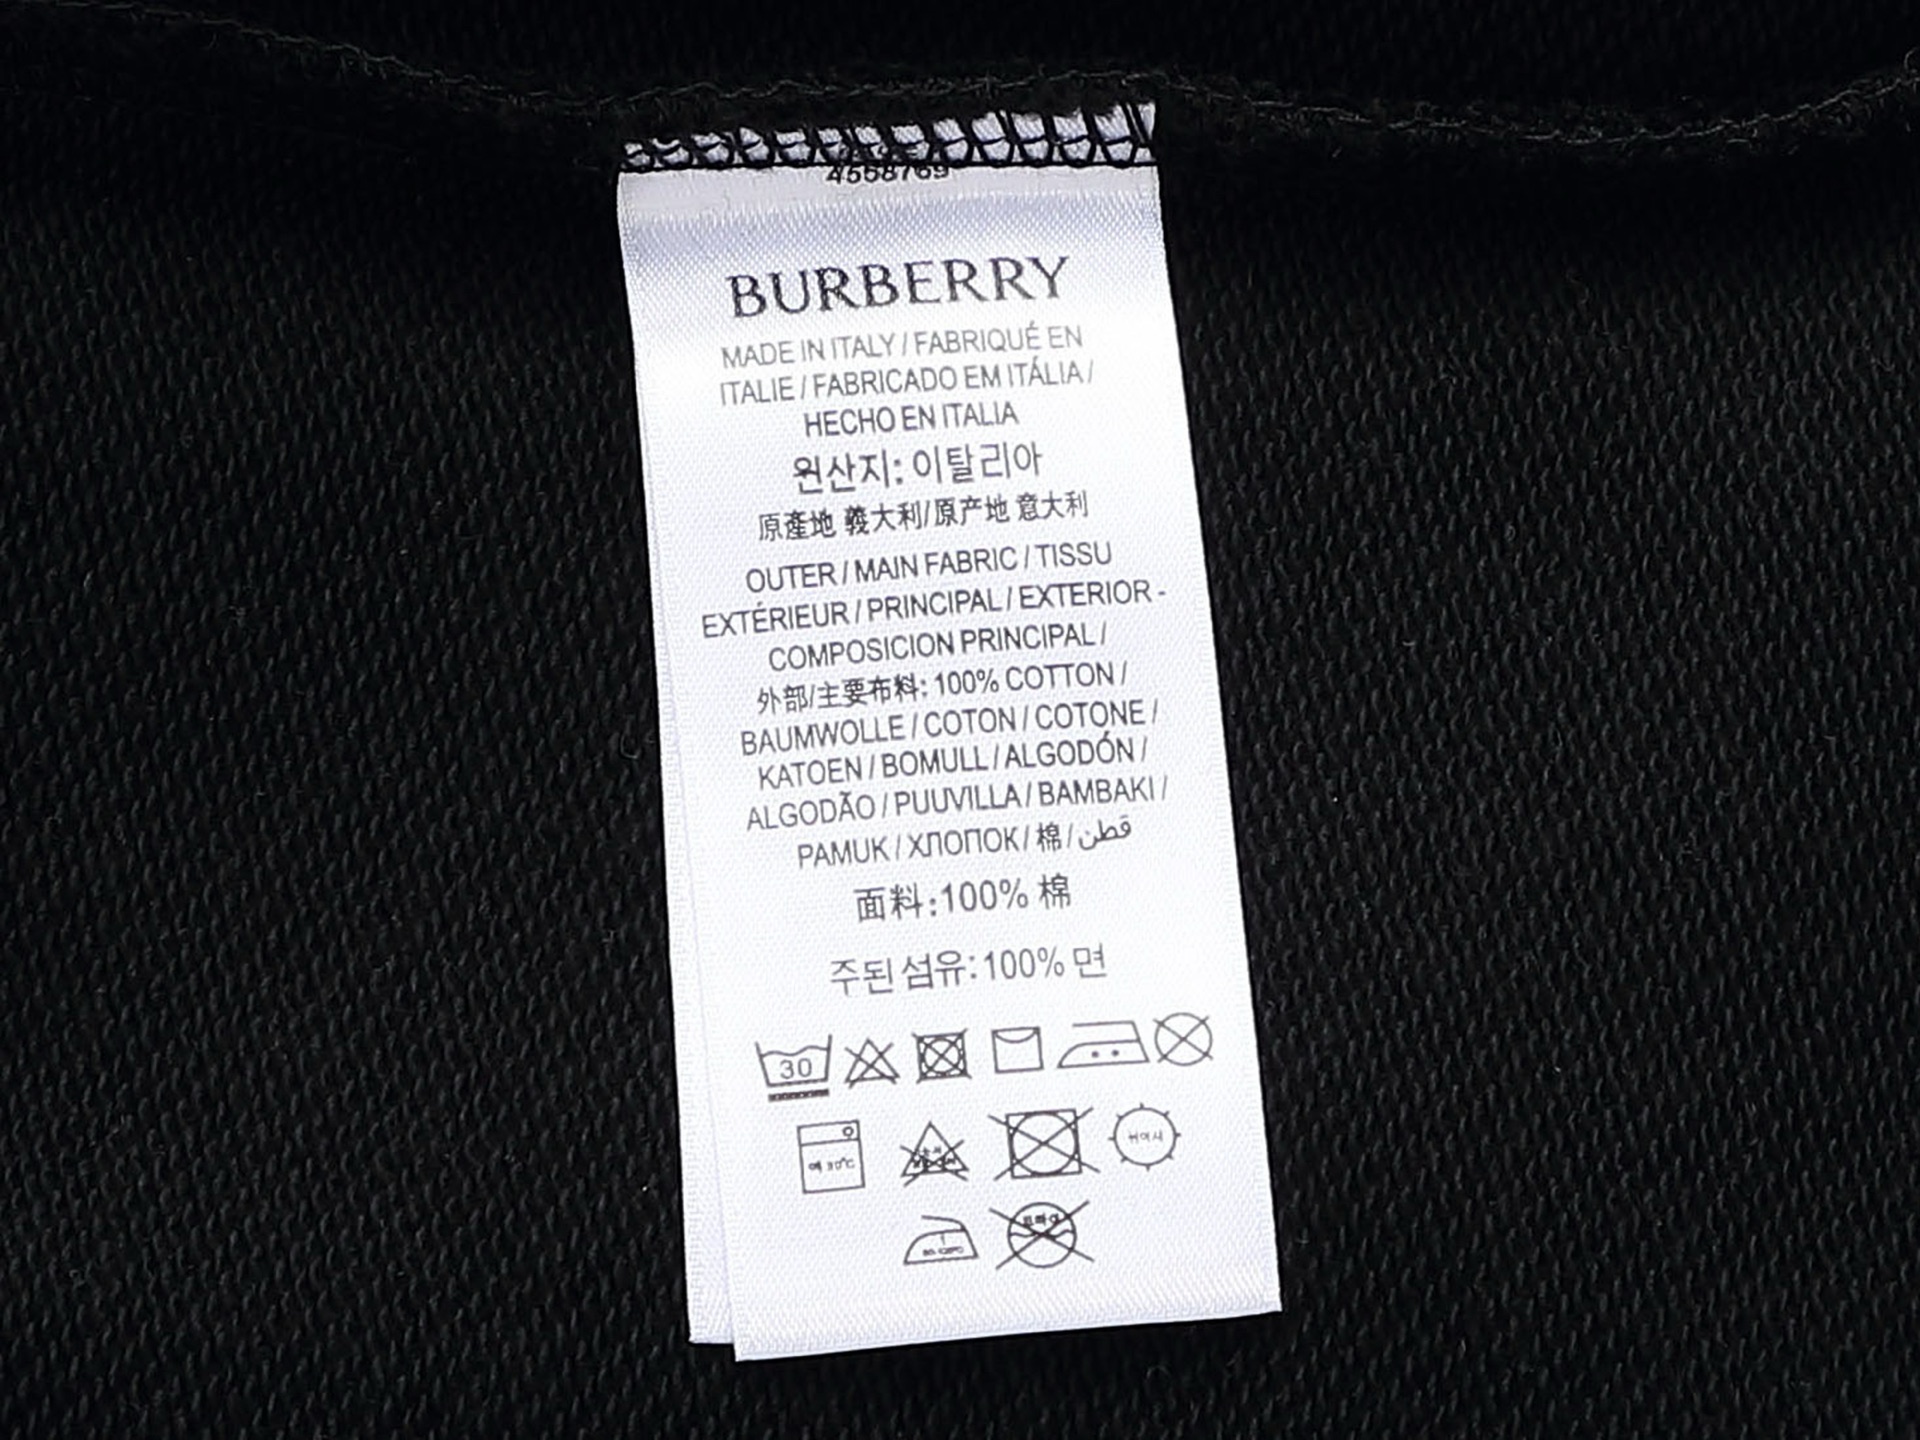 4558769
BURBERRY
MADE IN ITALY / FABRIQUÉ EN
ITALIE / FABRICADO EM ITÁLIA /
HECHO EN ITALIA
원산지: 이탈리아
原產地 義大利/原产地 意大利
OUTER / MAIN FABRIC / TISSU
EXTÉRIEUR / PRINCIPAL / EXTERIOR -
COMPOSICION PRINCIPAL /
外部/主要布料: 100% COTTON /
BAUMWOLLE / COTON / COTONE /
KATOEN / BOMULL / ALGODÓN /
ALGODÃO / PUUVILLA / BAMBAKI /
PAMUK / ХЛОПОК / 棉 / قطن
面料:100% 棉
주된 섬유:100% 면
30
30℃